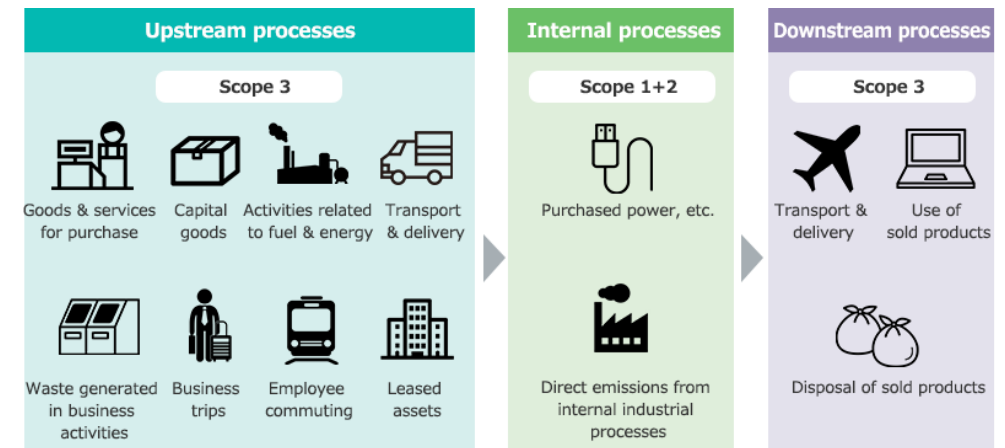 Upstream processes
Scope 3
Goods & services
for purchase
Capital
goods
Activities related
to fuel & energy
Transport
& delivery
Waste generated
in business
activities
Business
trips
Employee
commuting
Leased
assets
Internal processes
Scope 1+2
Purchased power, etc.
Direct emissions from
internal industrial
processes
Downstream processes
Scope 3
Transport &
delivery
Use of
sold products
Disposal of sold products